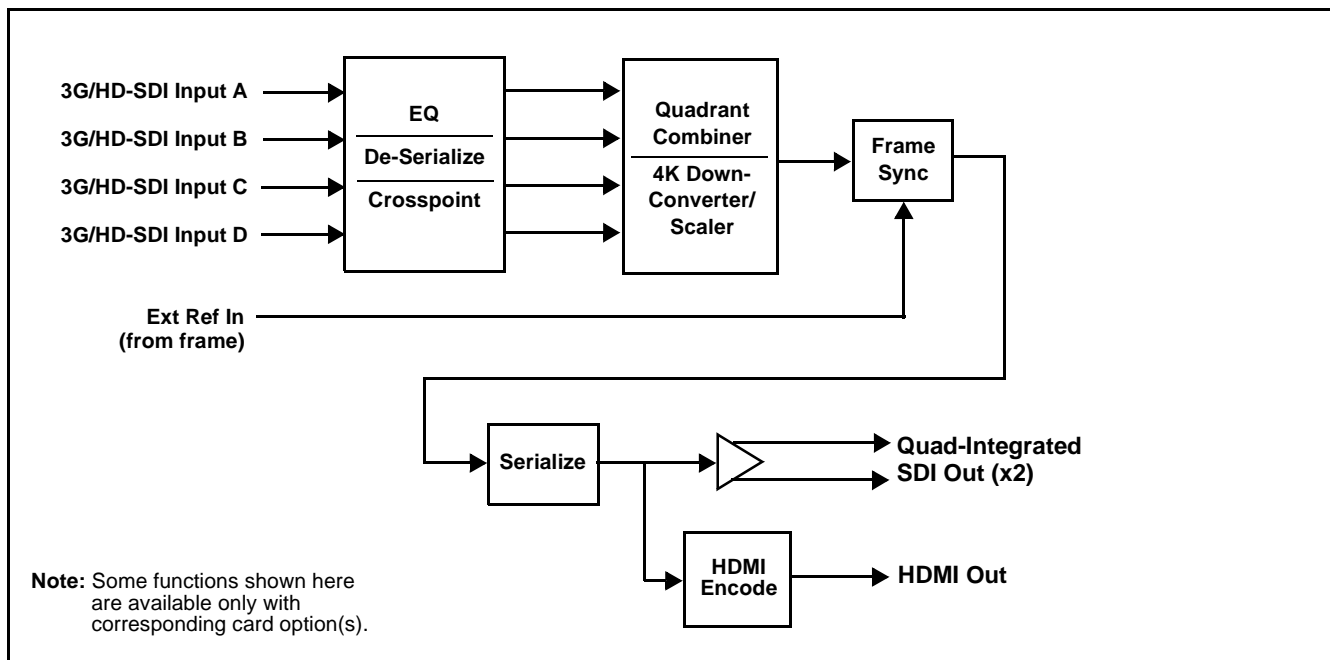 3G/HD-SDI Input A
3G/HD-SDI Input B
3G/HD-SDI Input C
3G/HD-SDI Input D
EQ
De-Serialize
Crosspoint
Quadrant
Combiner
4K Down-
Converter/
Scaler
Frame
Sync
Ext Ref In
(from frame)
Serialize
Quad-Integrated
SDI Out (x2)
HDMI
Encode
HDMI Out
Note: Some functions shown here
are available only with
corresponding card option(s).